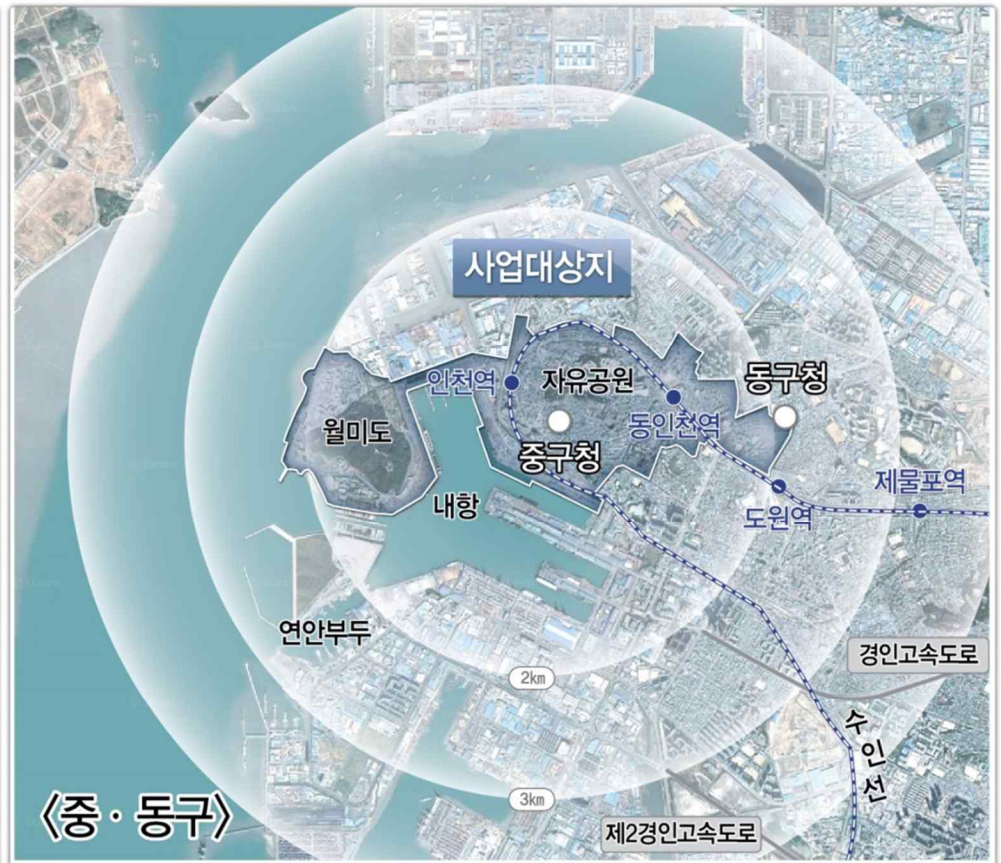 사업대상지
인천역
자유공원
동구청
월미도
동인천역
중구청
제물포역
내항
도원역
연안부두
경인고속도로
2km
수인선
3km
<중·동구>
제2경인고속도로